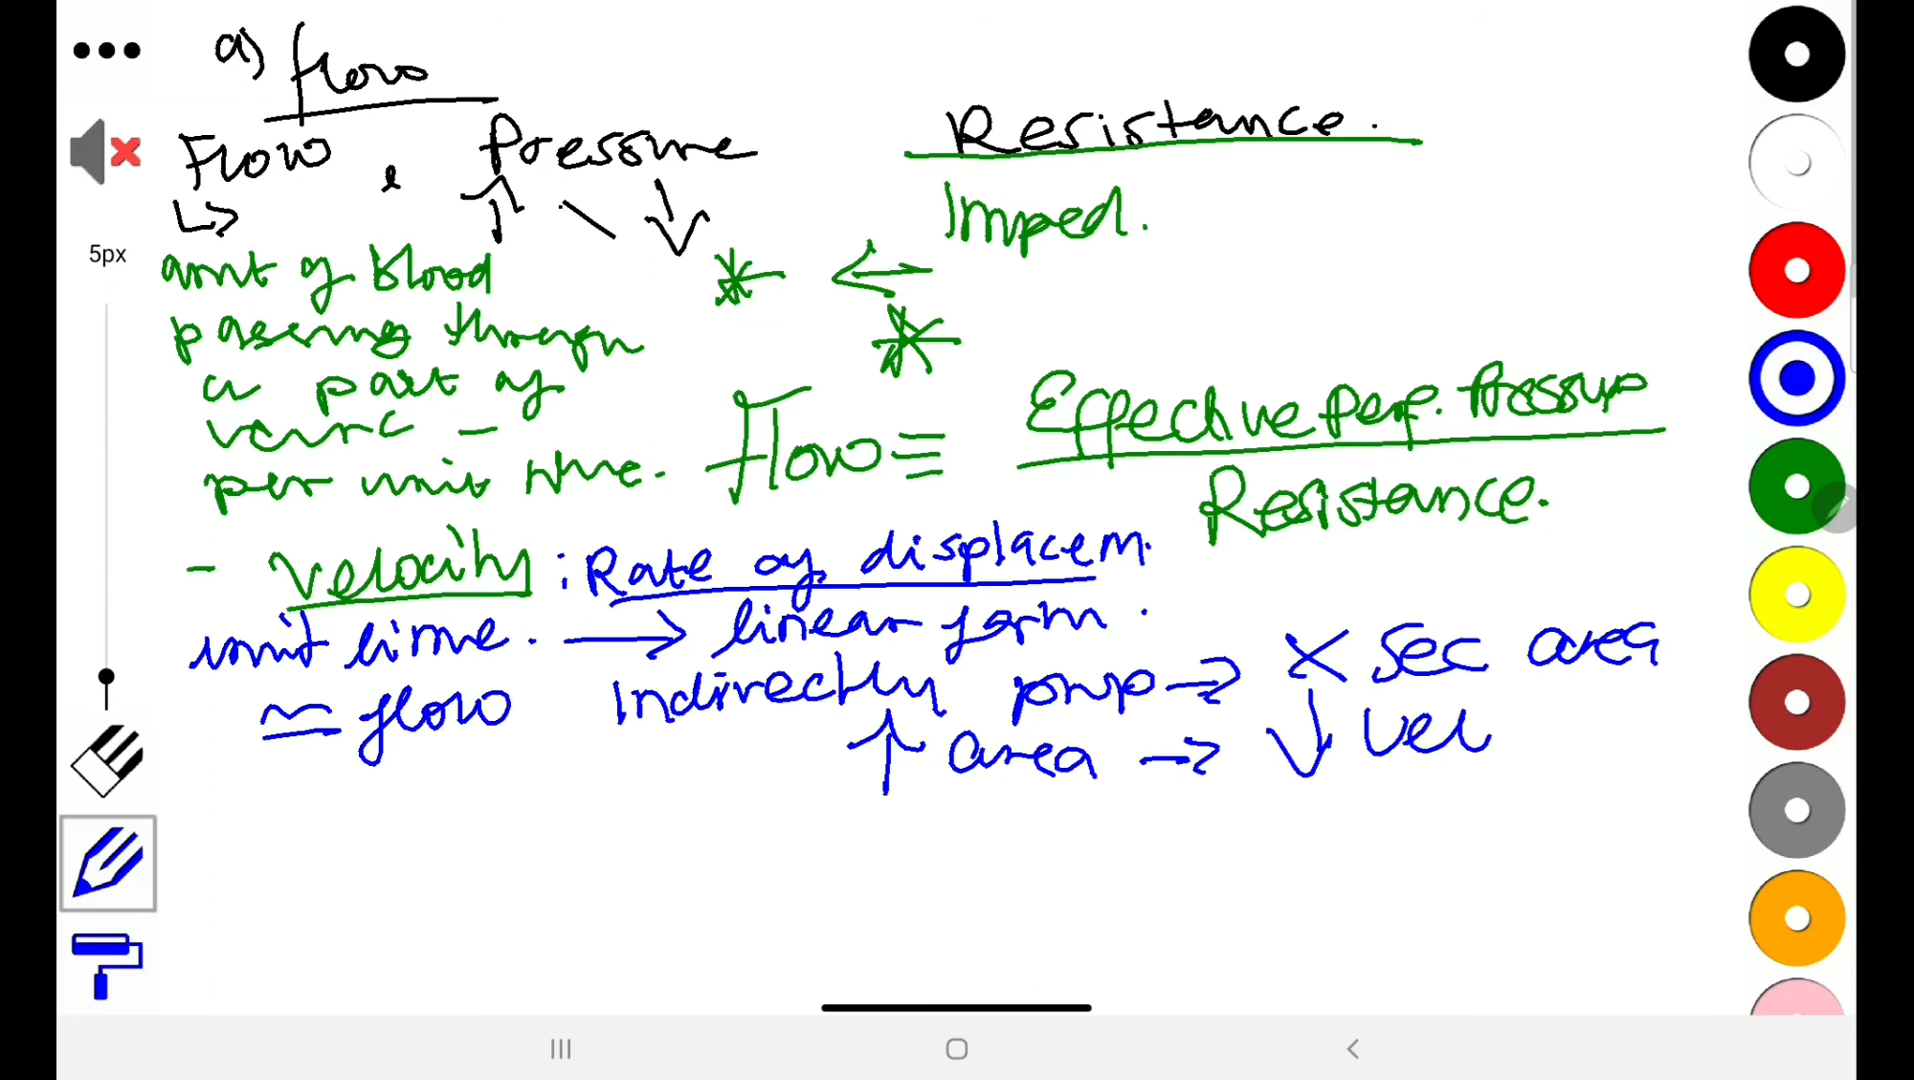 a) flow
Flow , Pressure
Resistance.
↳
Imped.
amt of blood
passing through
a part of
per unit time.
Flow = Effective Perf. Pressure
Resistance.
- Velocity : Rate of displacem.
unit time. → linear form.
≈ flow Indirectly prop → X Sec area
↑ area → ↓ Vel
5px